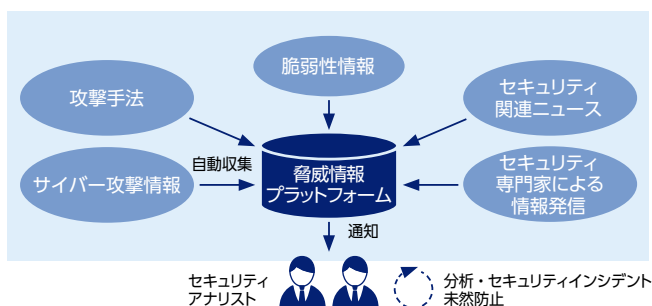 脆弱性情報
攻撃手法
セキュリティ
関連ニュース
自動収集
サイバー攻撃情報
脅威情報
プラットフォーム
セキュリティ
専門家による
情報発信
通知
セキュリティ
アナリスト
分析・セキュリティインシデント
未然防止